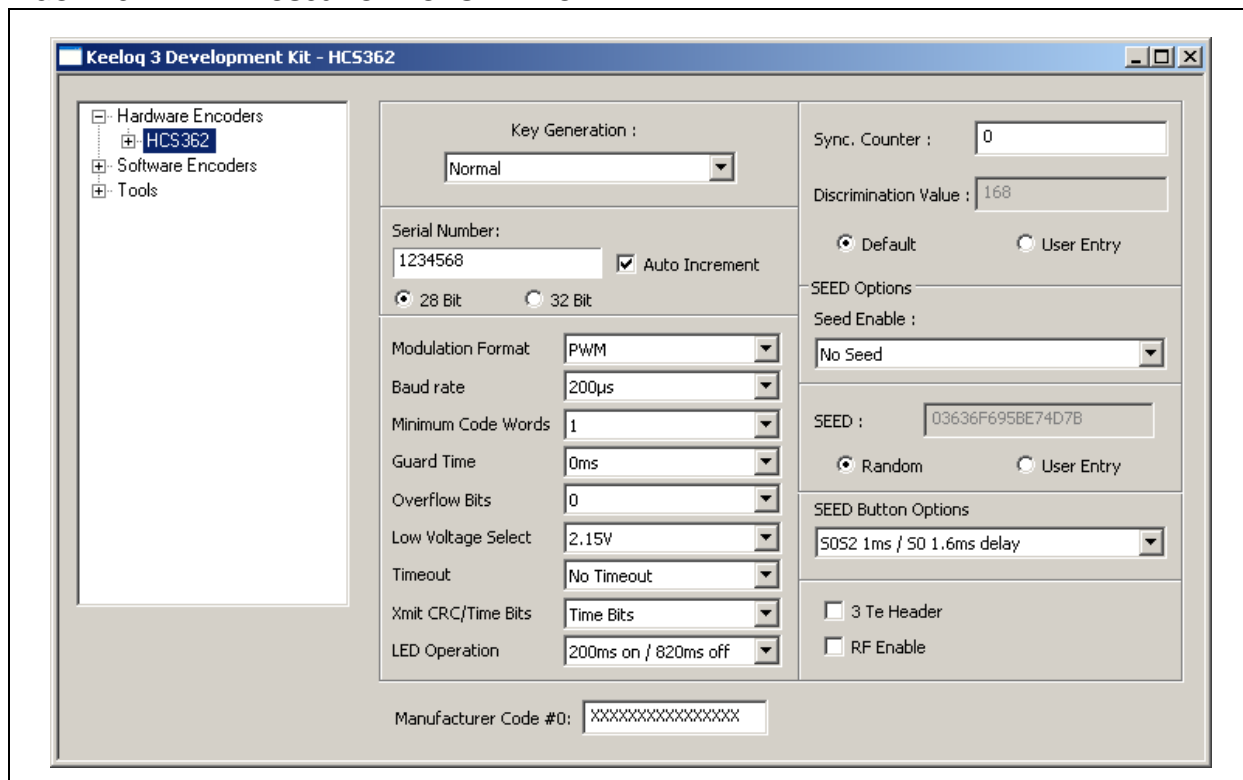 Keeloq 3 Development Kit - HCS362
Hardware Encoders
HCS362
Software Encoders
Tools
Key Generation :
Normal
Serial Number:
1234568
Auto Increment
28 Bit
32 Bit
Modulation Format
PWM
Baud rate
200µs
Minimum Code Words
1
Guard Time
0ms
Overflow Bits
0
Low Voltage Select
2.15V
Timeout
No Timeout
Xmit CRC/Time Bits
Time Bits
LED Operation
200ms on / 820ms off
Manufacturer Code #0:
XXXXXXXXXXXXXXXX
Sync. Counter :
0
Discrimination Value :
168
Default
User Entry
SEED Options
Seed Enable :
No Seed
SEED :
03636F695BE74D7B
Random
User Entry
SEED Button Options
S0S2 1ms / S0 1.6ms delay
3 Te Header
RF Enable